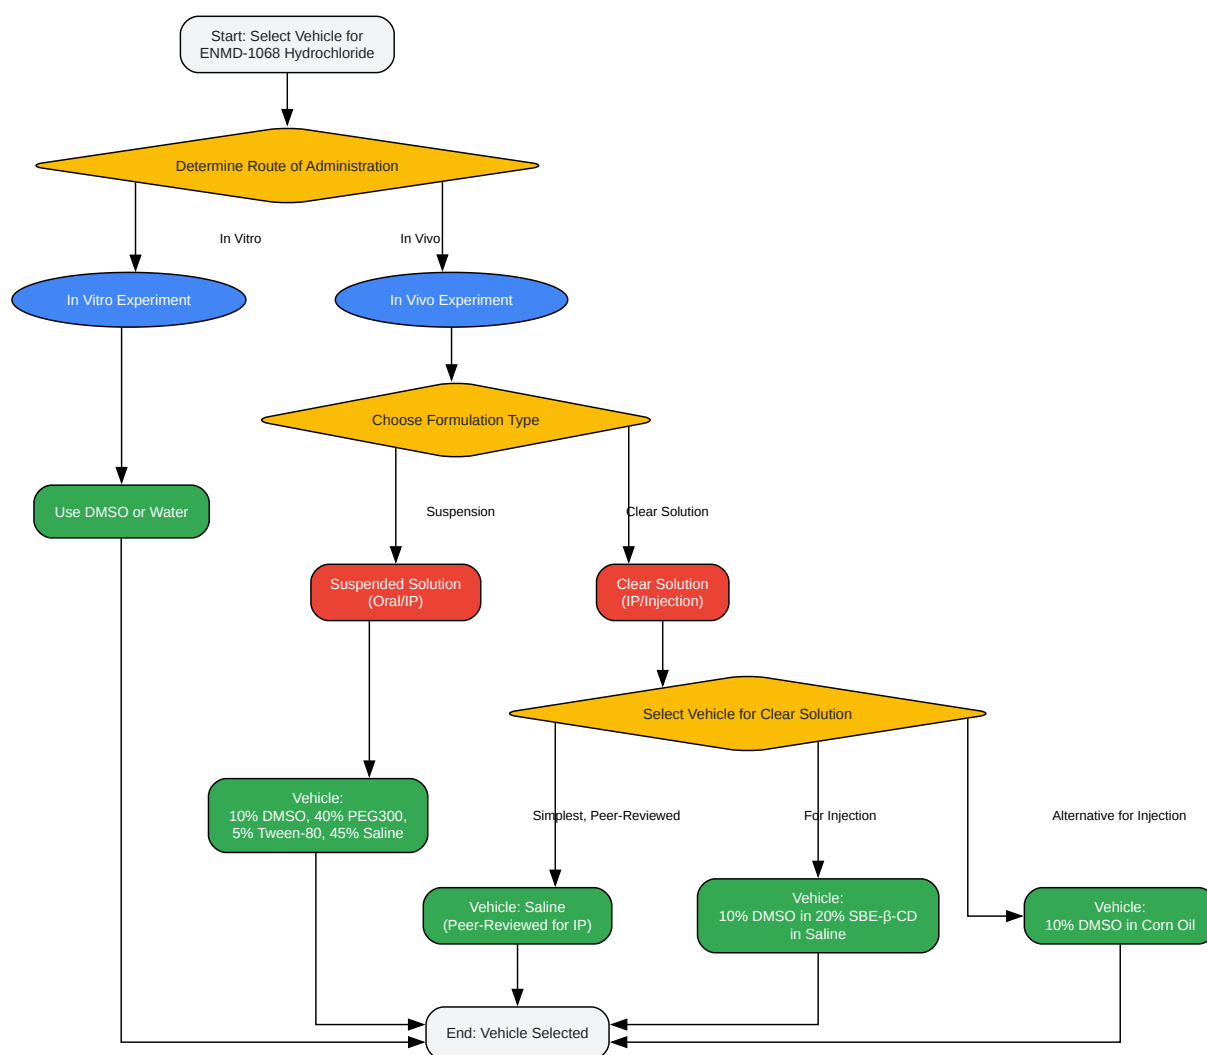 Start: Select Vehicle for
ENMD-1068 Hydrochloride
Determine Route of Administration
In Vitro
In Vivo
In Vitro Experiment
In Vivo Experiment
Choose Formulation Type
Use DMSO or Water
Suspension
Clear Solution
Suspended Solution
(Oral/IP)
Clear Solution
(IP/Injection)
Select Vehicle for Clear Solution
Vehicle:
10% DMSO, 40% PEG300,
5% Tween-80, 45% Saline
Simplest, Peer-Reviewed
For Injection
Alternative for Injection
Vehicle: Saline
(Peer-Reviewed for IP)
Vehicle:
10% DMSO in 20% SBE-β-CD
in Saline
Vehicle:
10% DMSO in Corn Oil
End: Vehicle Selected